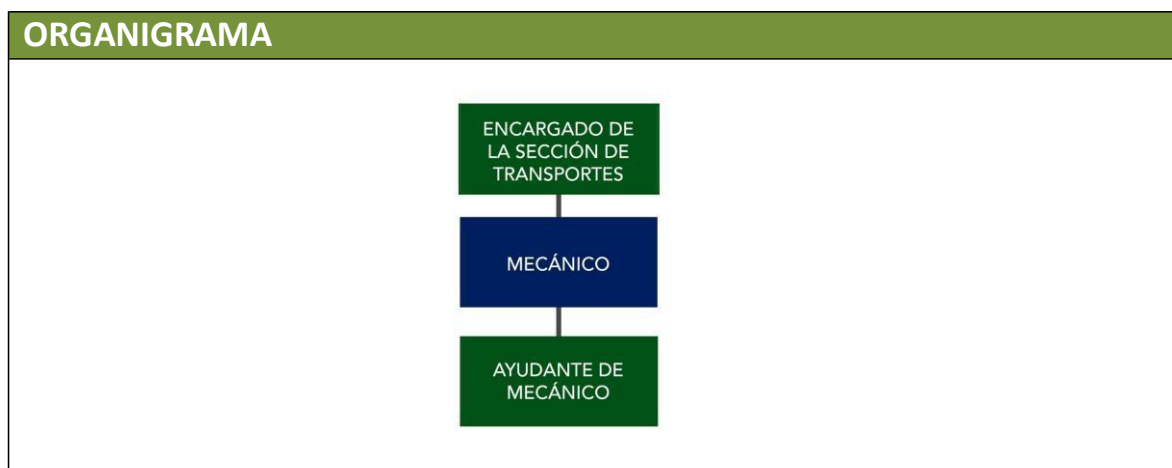 ORGANIGRAMA
ENCARGADO DE
LA SECCIÓN DE
TRANSPORTES
MECÁNICO
AYUDANTE DE
MECÁNICO